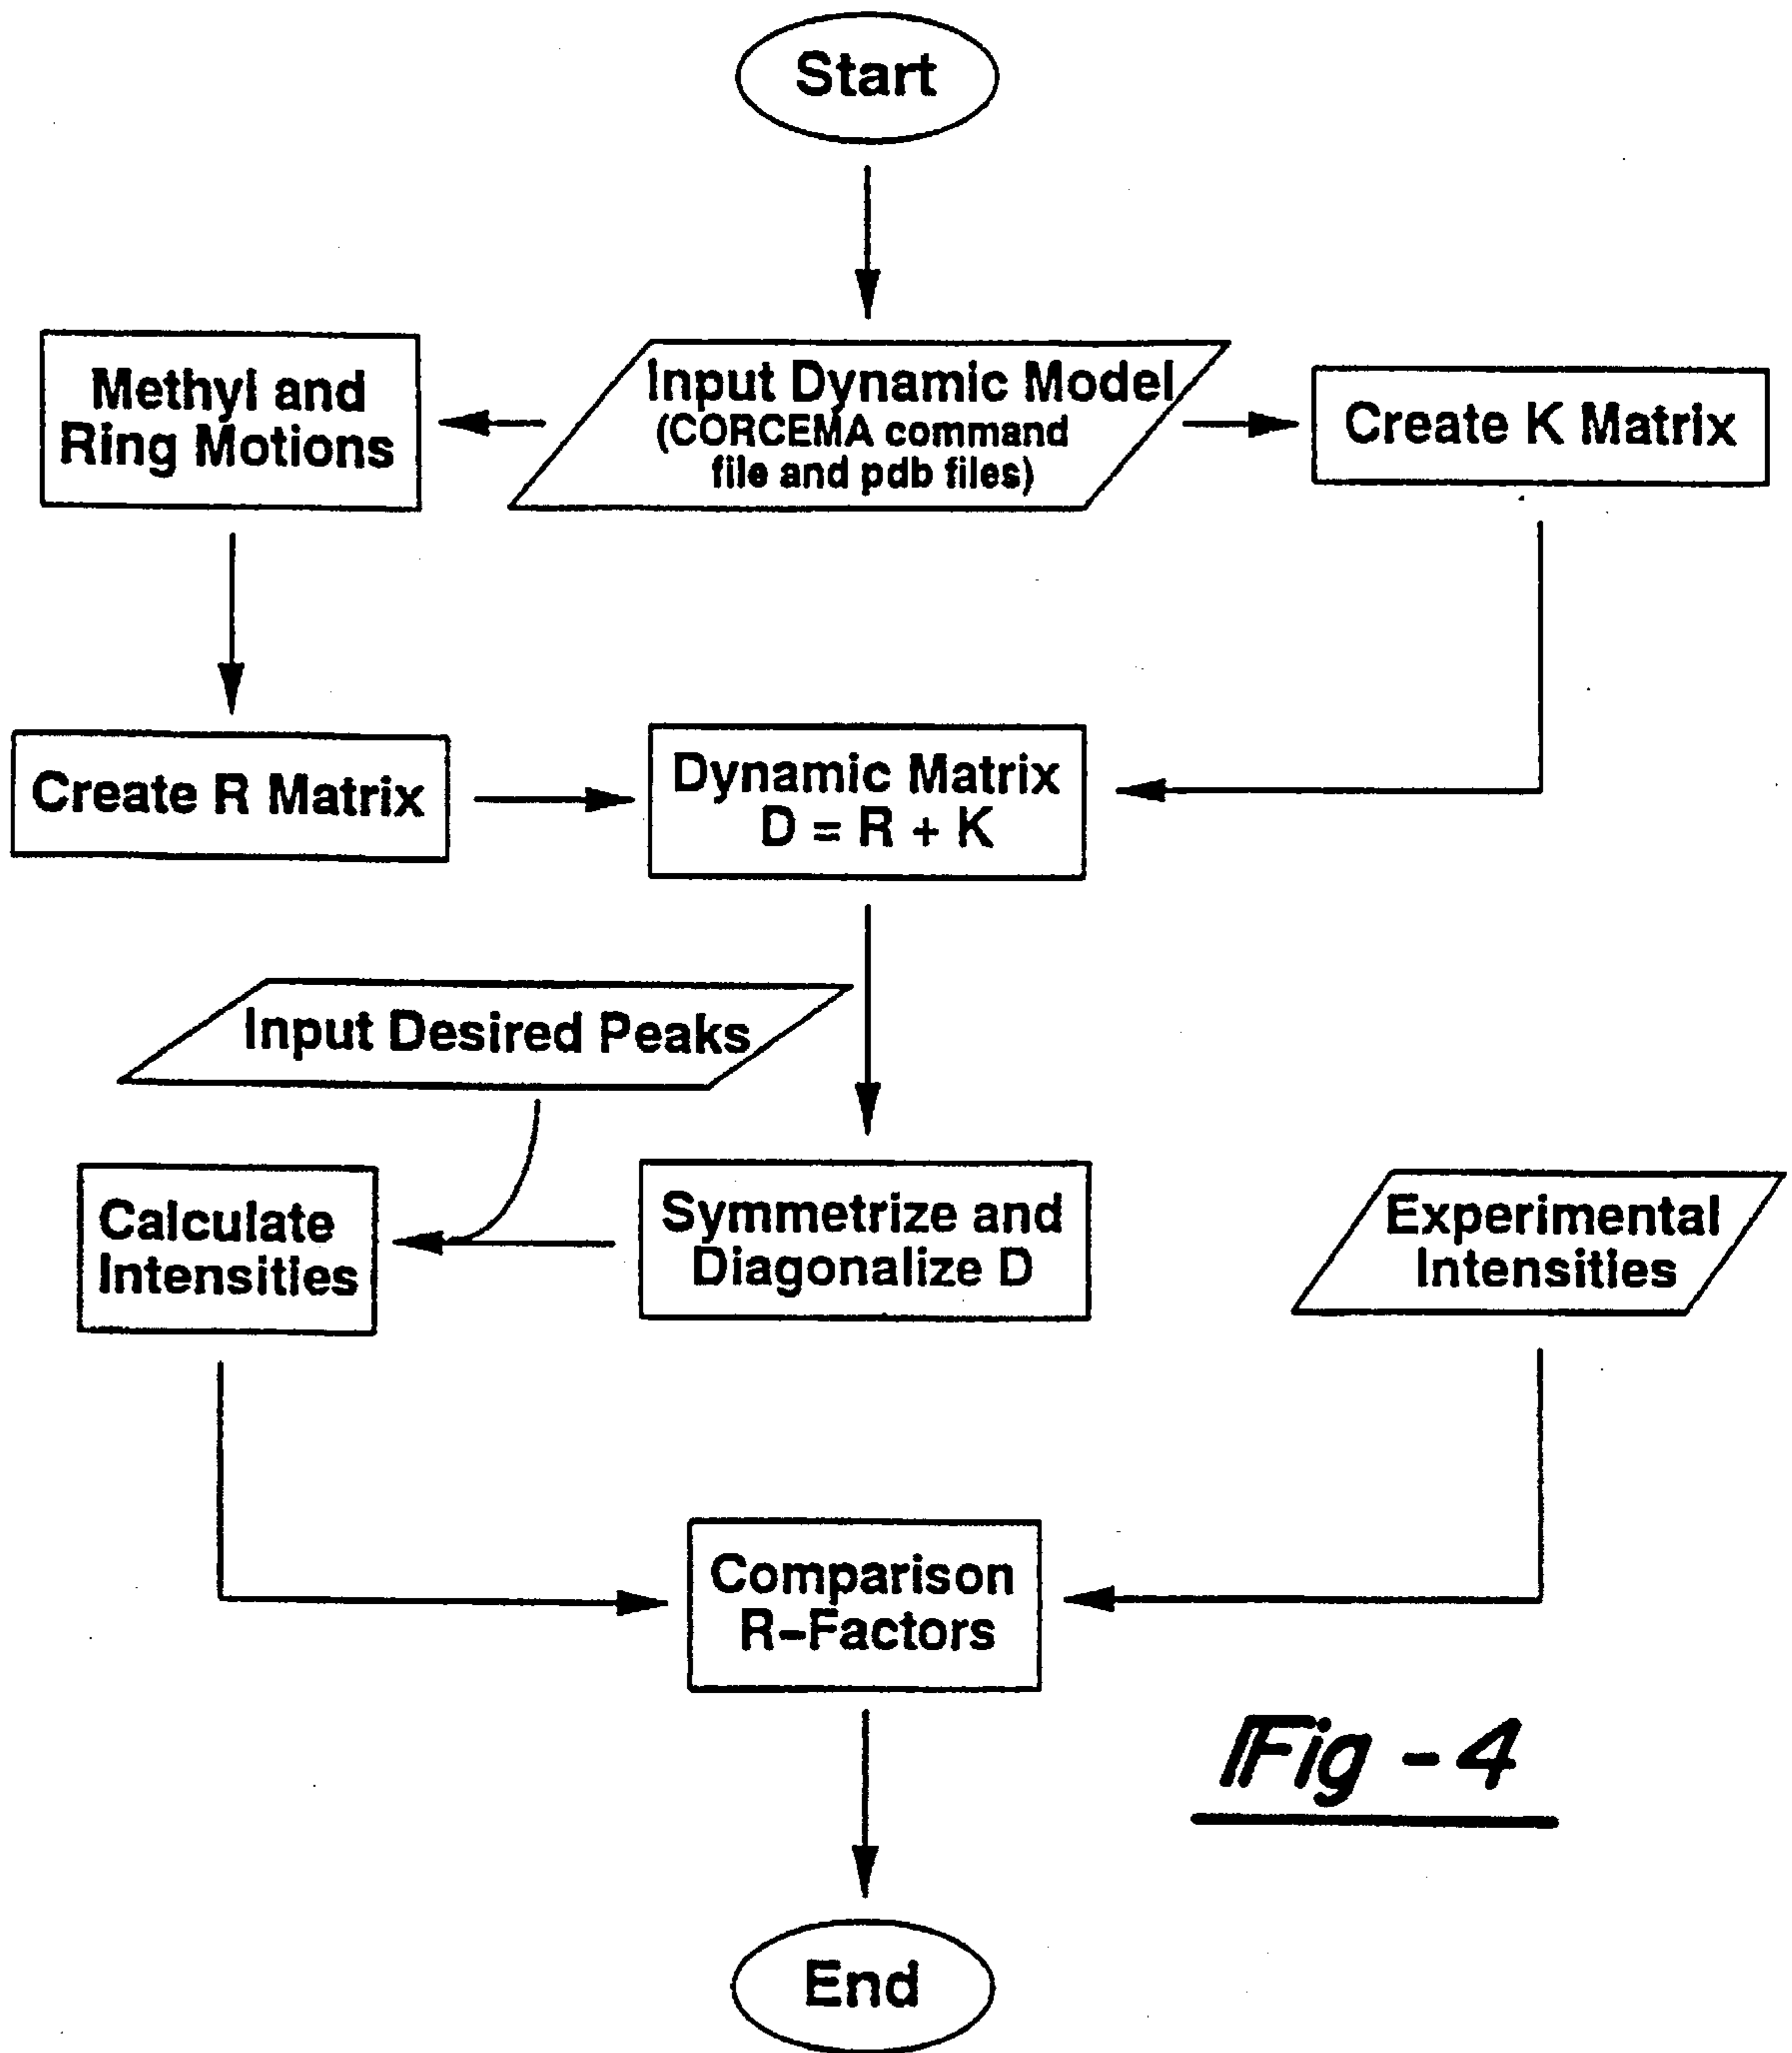 Start
Methyl and
Ring Motions
Input Dynamic Model
(CORCEMA command
file and pdb files)
Create K Matrix
Create R Matrix
Dynamic Matrix
D = R + K
Input Desired Peaks
Calculate
Intensities
Symmetrize and
Diagonalize D
Experimental
Intensities
Comparison
R-Factors
Fig - 4
End